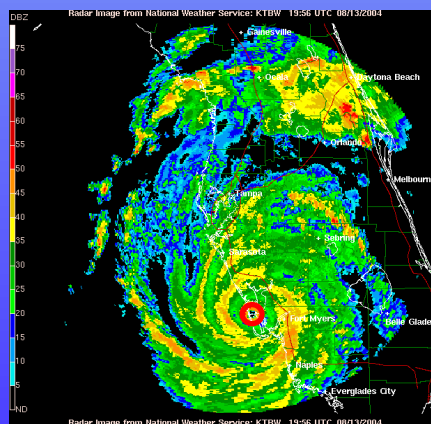 Radar Image from National Weather Service: KTBW 19:56 UTC 08/13/2004
DBZ
Gainesville
75
70
Ocala
Daytona Beach
65
60
55
Orlando
50
45
Melbourn
40
Tampa
35
Sebring
30
Sarasota
25
20
Fort Myers
Belle Glade
15
10
Naples
5
Everglades City
ND
Radar Image from National Weather Service: KTBW 19:56 UTC 08/13/2004